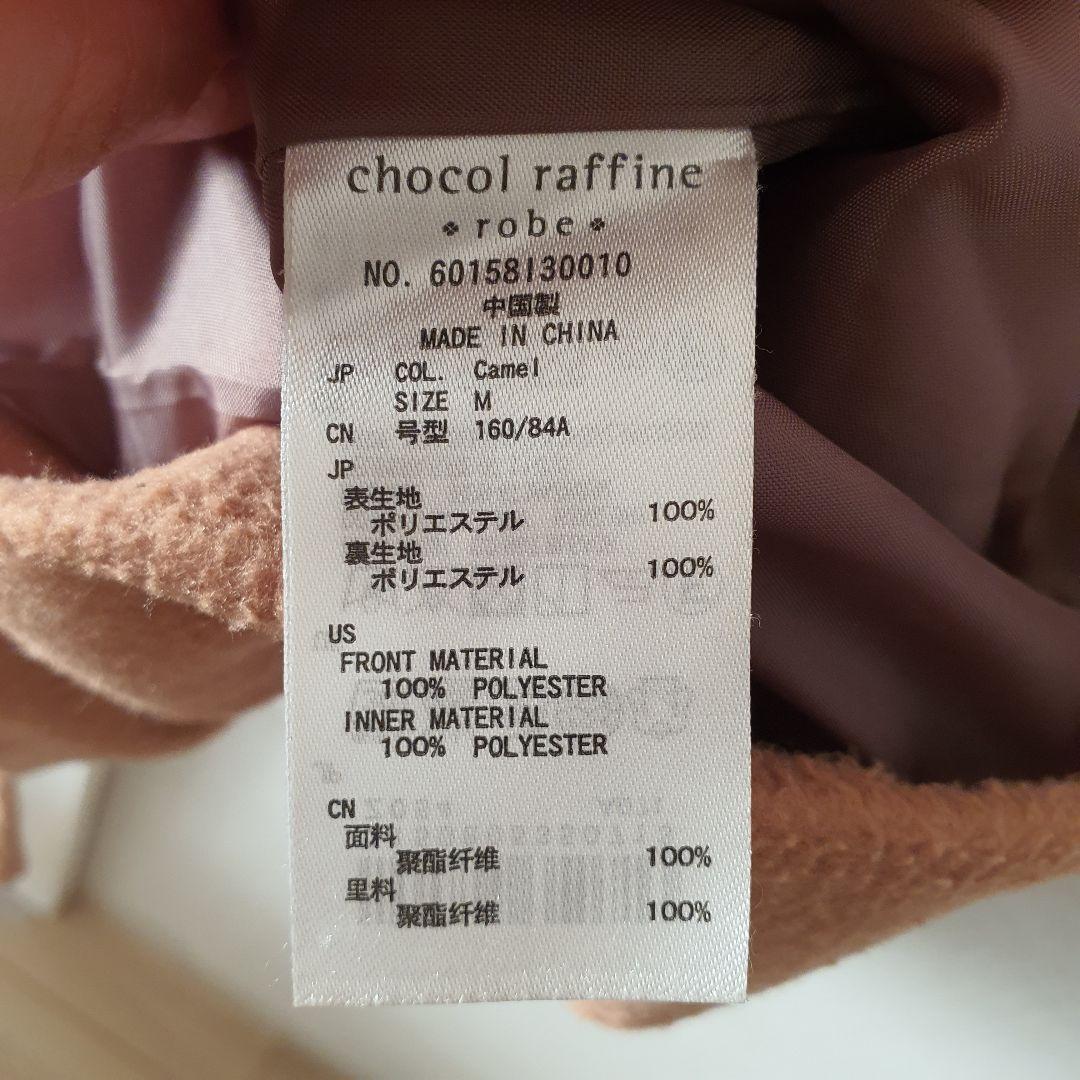 chocol raffine
robe
NO. 60158130010
中国製
MADE IN CHINA
JP COL. Camel
SIZE M
CN 号型 160/84A
JP
表生地
ポリエステル 100%
裏生地
ポリエステル 100%
US
FRONT MATERIAL
100% POLYESTER
INNER MATERIAL
100% POLYESTER
CN
面料
聚酯纤维 100%
里料
聚酯纤维 100%